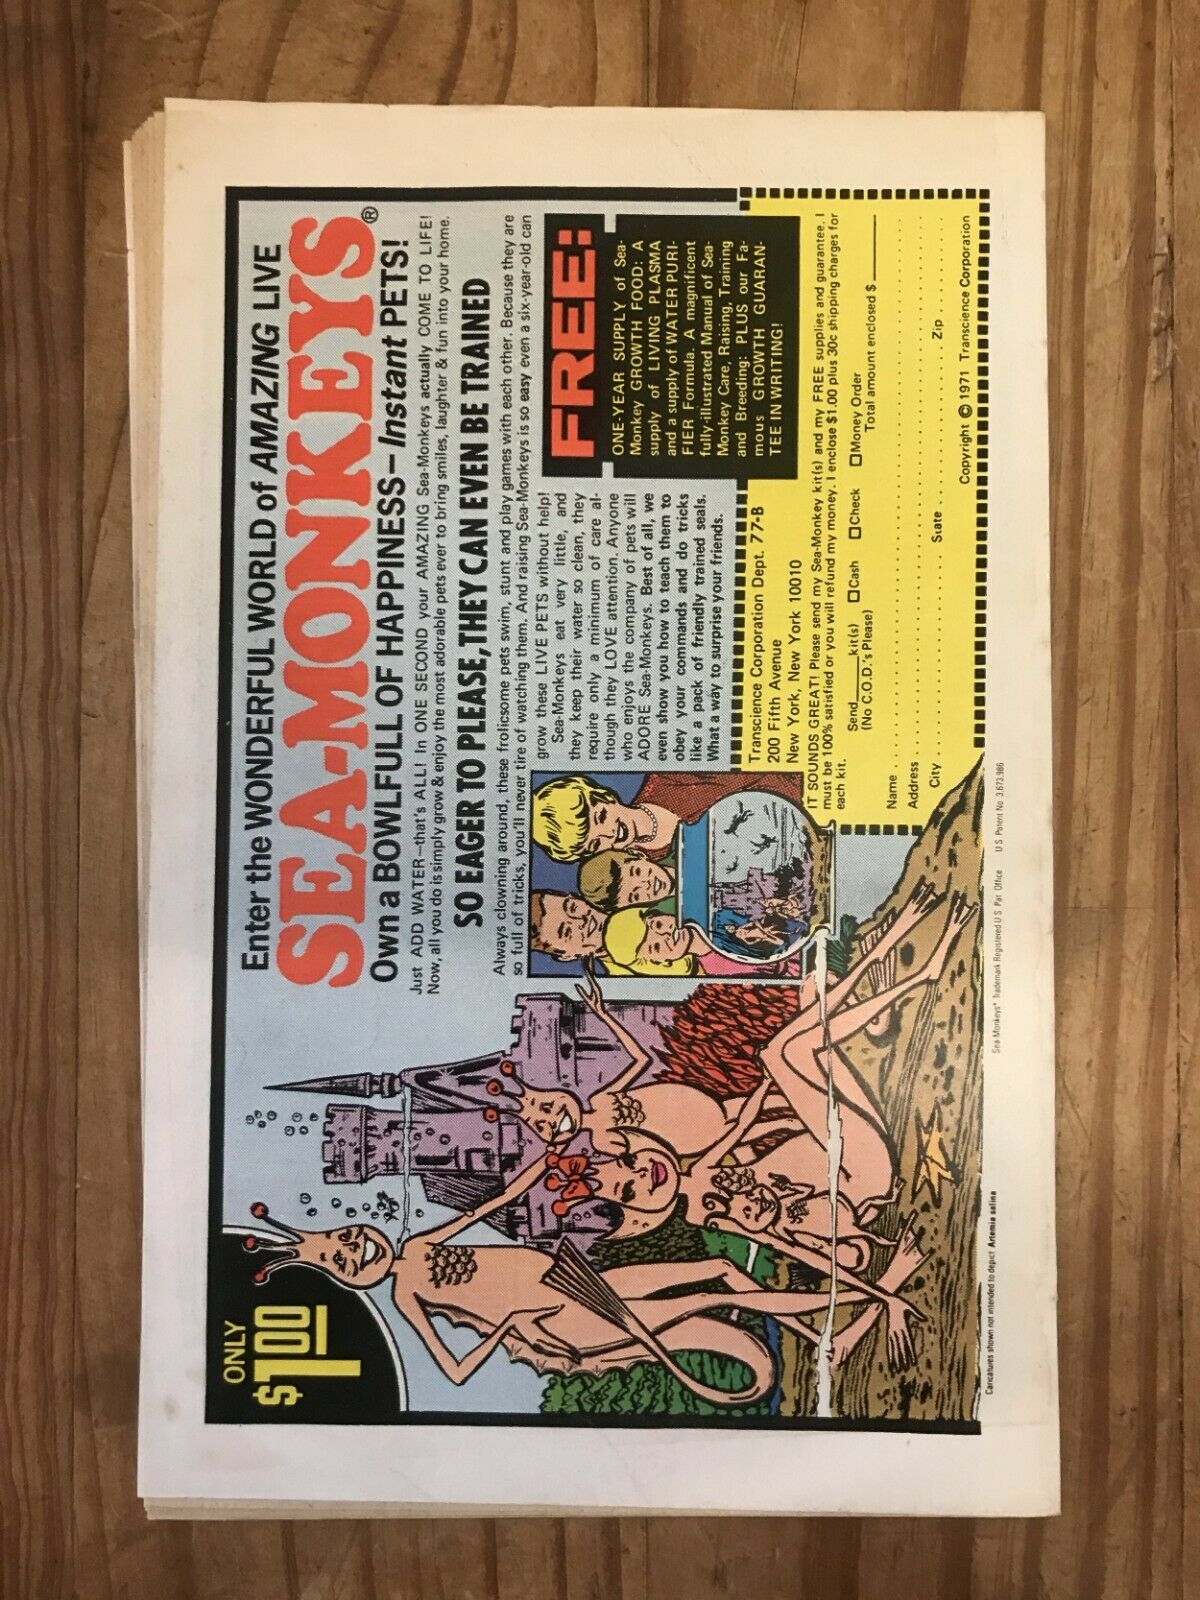 ONLY
$1.00
Enter the WONDERFUL WORLD of AMAZING LIVE
SEA-MONKEYS®
Own a BOWLFULL OF HAPPINESS—Instant PETS!
Just ADD WATER—that's ALL! In ONE SECOND your AMAZING Sea-Monkeys actually COME TO LIFE!
Now, all you do is simply grow & enjoy the most adorable pets ever to bring smiles, laughter & fun into your home.
SO EAGER TO PLEASE, THEY CAN EVEN BE TRAINED
Always clowning around, these frolicsome pets swim, stunt and play games with each other. Because they are
so full of tricks, you'll never tire of watching them. And raising Sea-Monkeys is so easy even a six-year-old can
grow these LIVE PETS without help!
Sea-Monkeys eat very little, and
they keep their water so clean, they
require only a minimum of care al-
though they LOVE attention. Anyone
who enjoys the company of pets will
ADORE Sea-Monkeys. Best of all, we
even show you how to teach them to
obey your commands and do tricks
like a pack of friendly trained seals.
What a way to surprise your friends.
FREE:
ONE-YEAR SUPPLY of Sea-
Monkey GROWTH FOOD: A
supply of LIVING PLASMA
and a supply of WATER PURI-
FIER Formula. A magnificent
fully-illustrated Manual of Sea-
Monkey Care, Raising, Training
and Breeding; PLUS our Fa-
mous GROWTH GUARAN-
TEE IN WRITING!
Transcience Corporation Dept. 77-B
200 Fifth Avenue
New York, New York 10010
IT SOUNDS GREAT! Please send my Sea-Monkey kit(s) and my FREE supplies and guarantee. I
must be 100% satisfied or you will refund my money. I enclose $1.00 plus 30c shipping charges for
each kit.
Send____kit(s) □Cash □Check □Money Order
(No C.O.D.'s Please) Total amount enclosed $ ______
Name
Address
City State Zip
Copyright © 1971 Transcience Corporation
Caricatures shown not intended to depict Artemia salina
Sea-Monkeys® Trademark Registered U S Pat Office U S Patent No 3,673,986